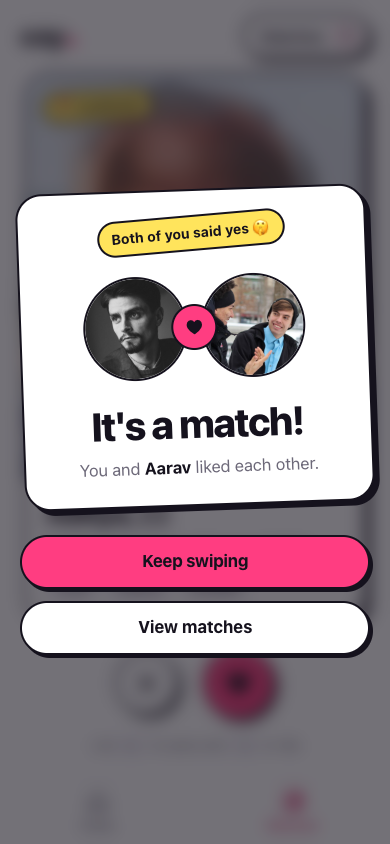 Both of you said yes 🤫
It's a match!
You and Aarav liked each other.
Keep swiping
View matches